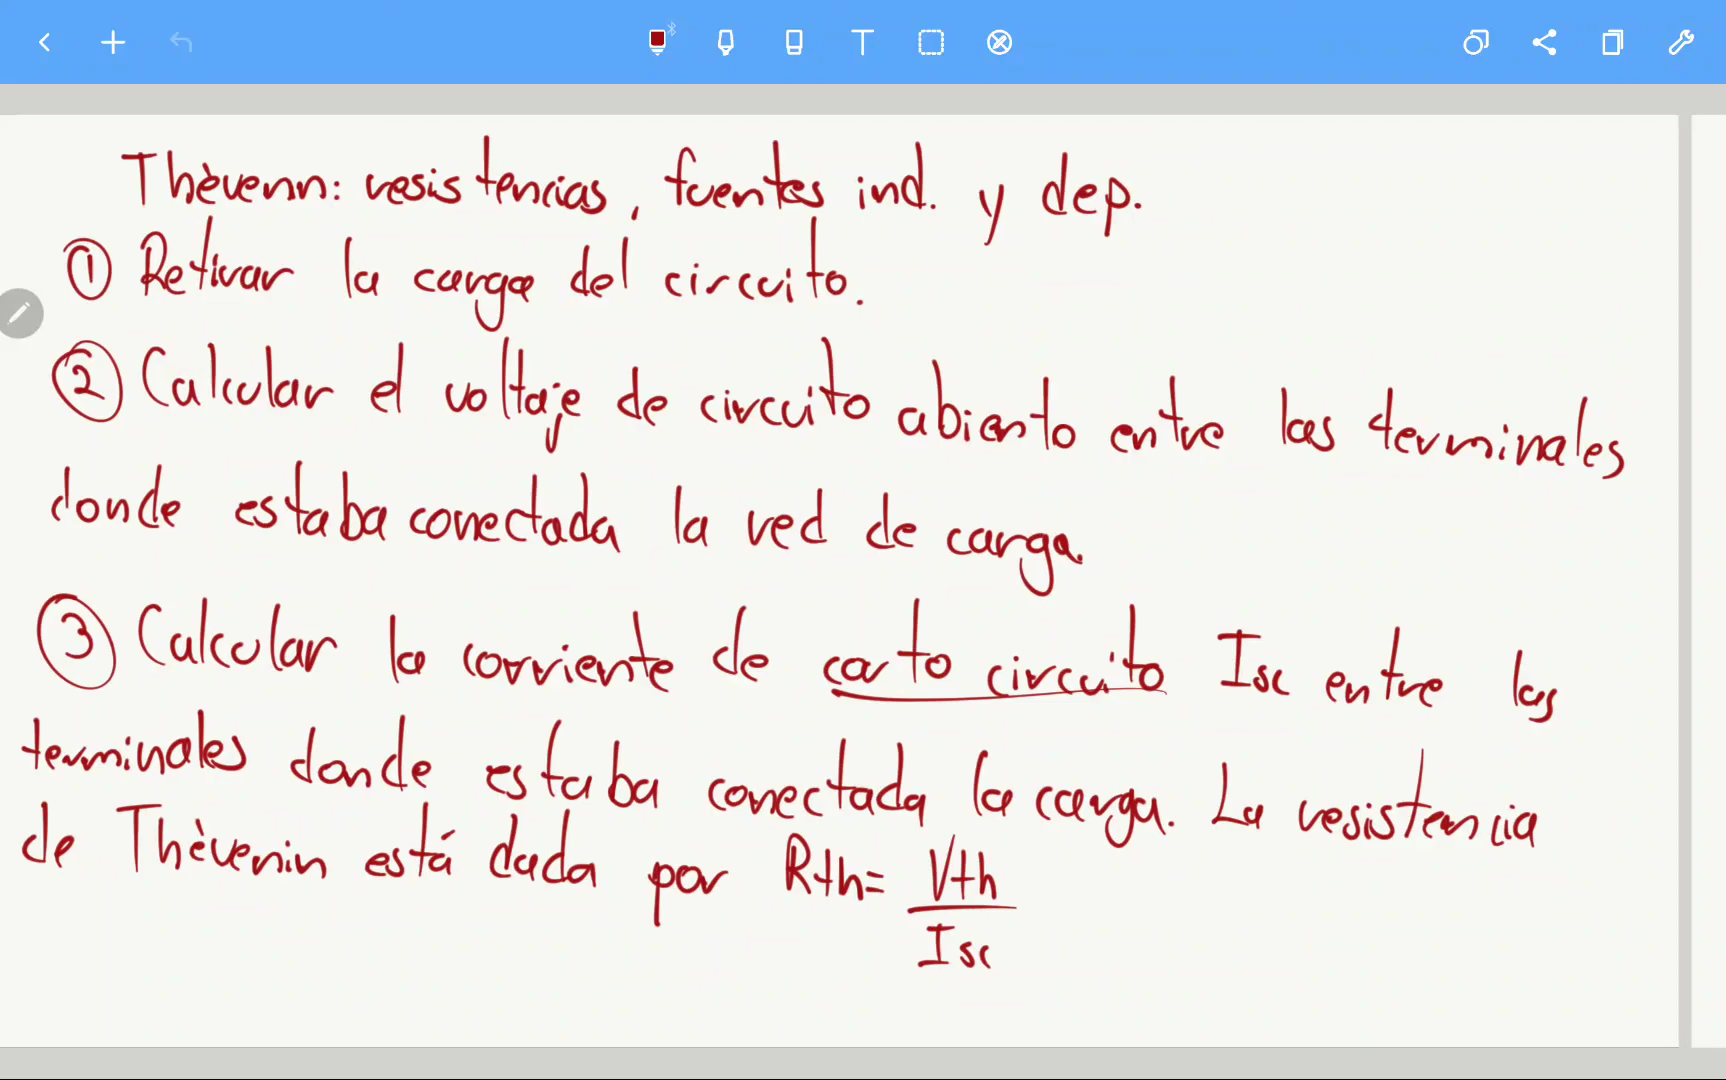 Thèvenn: resistencias, fuentes ind. y dep.
① Retirar la carga del circuito.
② Calcular el voltaje de circuito abierto entre las terminales
donde estaba conectada la red de carga.
③ Calcular la corriente de corto circuito Isc entre las
terminales donde estaba conectada la carga. La resistencia
de Thèvenin está dada por Rth= Vth
Isc